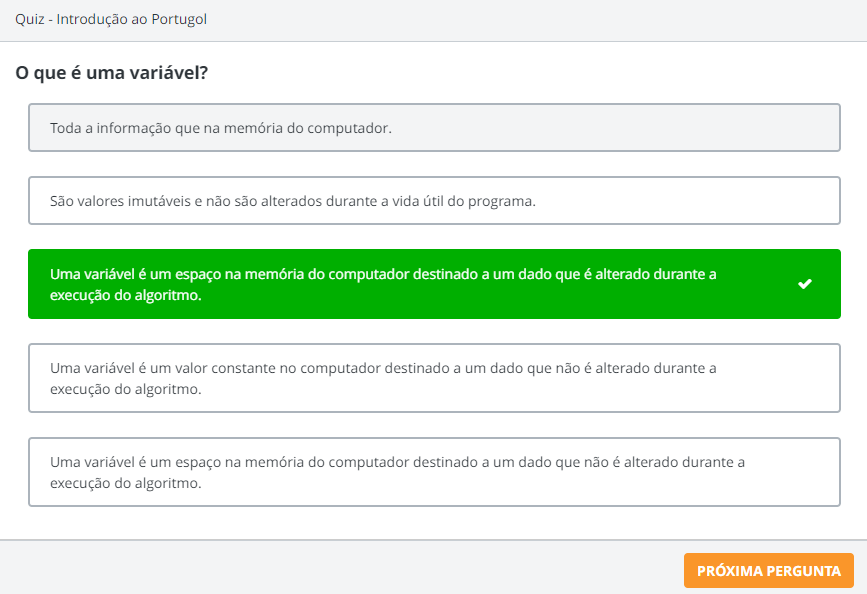 Quiz - Introdução ao Portugol
O que é uma variável?
Toda a informação que na memória do computador.
São valores imutáveis e não são alterados durante a vida útil do programa.
Uma variável é um espaço na memória do computador destinado a um dado que é alterado durante a
execução do algoritmo.
Uma variável é um valor constante no computador destinado a um dado que não é alterado durante a
execução do algoritmo.
Uma variável é um espaço na memória do computador destinado a um dado que não é alterado durante a
execução do algoritmo.
PRÓXIMA PERGUNTA